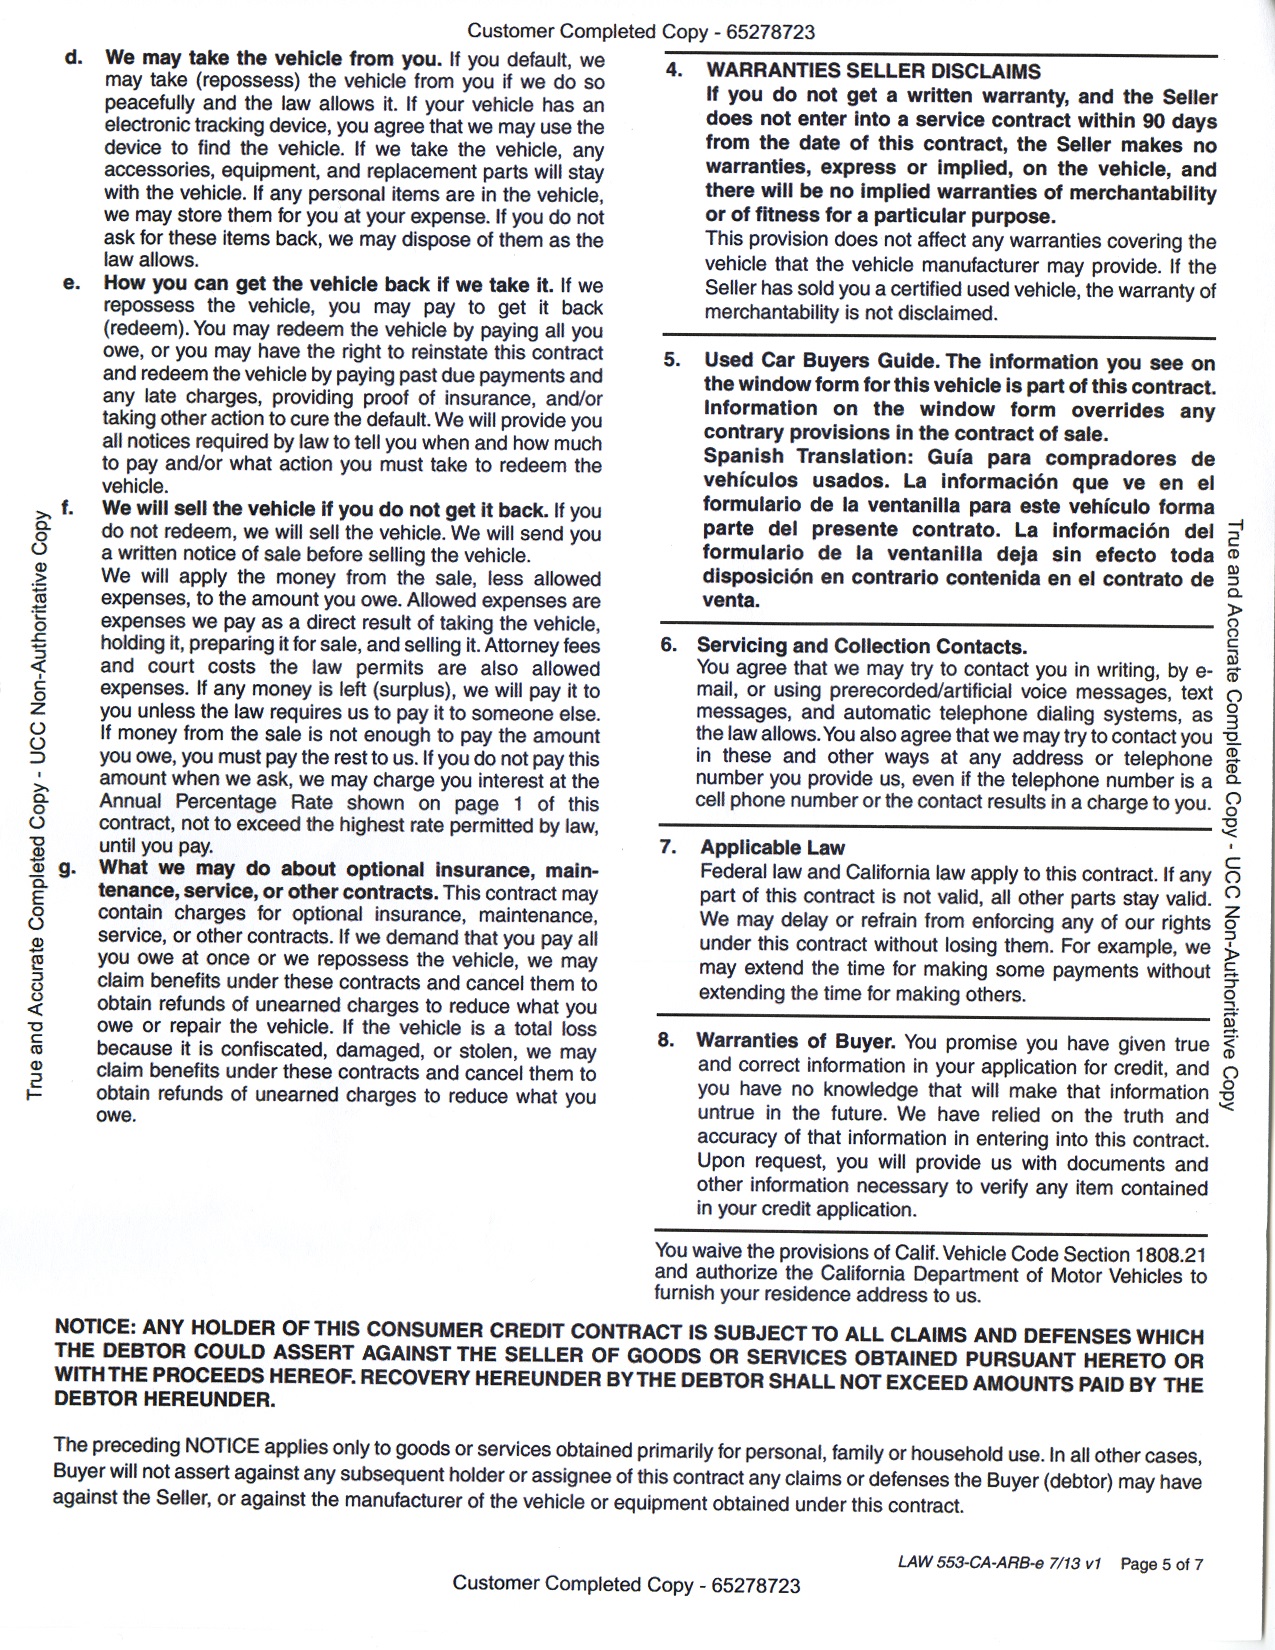 Customer Completed Copy - 65278723
d. We may take the vehicle from you. If you default, we
may take (repossess) the vehicle from you if we do so
peacefully and the law allows it. If your vehicle has an
electronic tracking device, you agree that we may use the
device to find the vehicle. If we take the vehicle, any
accessories, equipment, and replacement parts will stay
with the vehicle. If any personal items are in the vehicle,
we may store them for you at your expense. If you do not
ask for these items back, we may dispose of them as the
law allows.
e. How you can get the vehicle back if we take it. If we
repossess the vehicle, you may pay to get it back
(redeem). You may redeem the vehicle by paying all you
owe, or you may have the right to reinstate this contract
and redeem the vehicle by paying past due payments and
any late charges, providing proof of insurance, and/or
taking other action to cure the default. We will provide you
all notices required by law to tell you when and how much
to pay and/or what action you must take to redeem the
vehicle.
f. We will sell the vehicle if you do not get it back. If you
do not redeem, we will sell the vehicle. We will send you
a written notice of sale before selling the vehicle.
We will apply the money from the sale, less allowed
expenses, to the amount you owe. Allowed expenses are
expenses we pay as a direct result of taking the vehicle,
holding it, preparing it for sale, and selling it. Attorney fees
and court costs the law permits are also allowed
expenses. If any money is left (surplus), we will pay it to
you unless the law requires us to pay it to someone else.
If money from the sale is not enough to pay the amount
you owe, you must pay the rest to us. If you do not pay this
amount when we ask, we may charge you interest at the
Annual Percentage Rate shown on page 1 of this
contract, not to exceed the highest rate permitted by law,
until you pay.
g. What we may do about optional insurance, main-
tenance, service, or other contracts. This contract may
contain charges for optional insurance, maintenance,
service, or other contracts. If we demand that you pay all
you owe at once or we repossess the vehicle, we may
claim benefits under these contracts and cancel them to
obtain refunds of unearned charges to reduce what you
owe or repair the vehicle. If the vehicle is a total loss
because it is confiscated, damaged, or stolen, we may
claim benefits under these contracts and cancel them to
obtain refunds of unearned charges to reduce what you
owe.
4. WARRANTIES SELLER DISCLAIMS
If you do not get a written warranty, and the Seller
does not enter into a service contract within 90 days
from the date of this contract, the Seller makes no
warranties, express or implied, on the vehicle, and
there will be no implied warranties of merchantability
or of fitness for a particular purpose.
This provision does not affect any warranties covering the
vehicle that the vehicle manufacturer may provide. If the
Seller has sold you a certified used vehicle, the warranty of
merchantability is not disclaimed.
5. Used Car Buyers Guide. The information you see on
the window form for this vehicle is part of this contract.
Information on the window form overrides any
contrary provisions in the contract of sale.
Spanish Translation: Guía para compradores de
vehículos usados. La información que ve en el
formulario de la ventanilla para este vehículo forma
parte del presente contrato. La información del
formulario de la ventanilla deja sin efecto toda
disposición en contrario contenida en el contrato de
venta.
6. Servicing and Collection Contacts.
You agree that we may try to contact you in writing, by e-
mail, or using prerecorded/artificial voice messages, text
messages, and automatic telephone dialing systems, as
the law allows. You also agree that we may try to contact you
in these and other ways at any address or telephone
number you provide us, even if the telephone number is a
cell phone number or the contact results in a charge to you.
7. Applicable Law
Federal law and California law apply to this contract. If any
part of this contract is not valid, all other parts stay valid.
We may delay or refrain from enforcing any of our rights
under this contract without losing them. For example, we
may extend the time for making some payments without
extending the time for making others.
8. Warranties of Buyer. You promise you have given true
and correct information in your application for credit, and
you have no knowledge that will make that information
untrue in the future. We have relied on the truth and
accuracy of that information in entering into this contract.
Upon request, you will provide us with documents and
other information necessary to verify any item contained
in your credit application.
You waive the provisions of Calif. Vehicle Code Section 1808.21
and authorize the California Department of Motor Vehicles to
furnish your residence address to us.
True and Accurate Completed Copy - UCC Non-Authoritative Copy
True and Accurate Completed Copy - UCC Non-Authoritative Copy
NOTICE: ANY HOLDER OF THIS CONSUMER CREDIT CONTRACT IS SUBJECT TO ALL CLAIMS AND DEFENSES WHICH
THE DEBTOR COULD ASSERT AGAINST THE SELLER OF GOODS OR SERVICES OBTAINED PURSUANT HERETO OR
WITH THE PROCEEDS HEREOF. RECOVERY HEREUNDER BY THE DEBTOR SHALL NOT EXCEED AMOUNTS PAID BY THE
DEBTOR HEREUNDER.
The preceding NOTICE applies only to goods or services obtained primarily for personal, family or household use. In all other cases,
Buyer will not assert against any subsequent holder or assignee of this contract any claims or defenses the Buyer (debtor) may have
against the Seller, or against the manufacturer of the vehicle or equipment obtained under this contract.
LAW 553-CA-ARB-e 7/13 v1 Page 5 of 7
Customer Completed Copy - 65278723